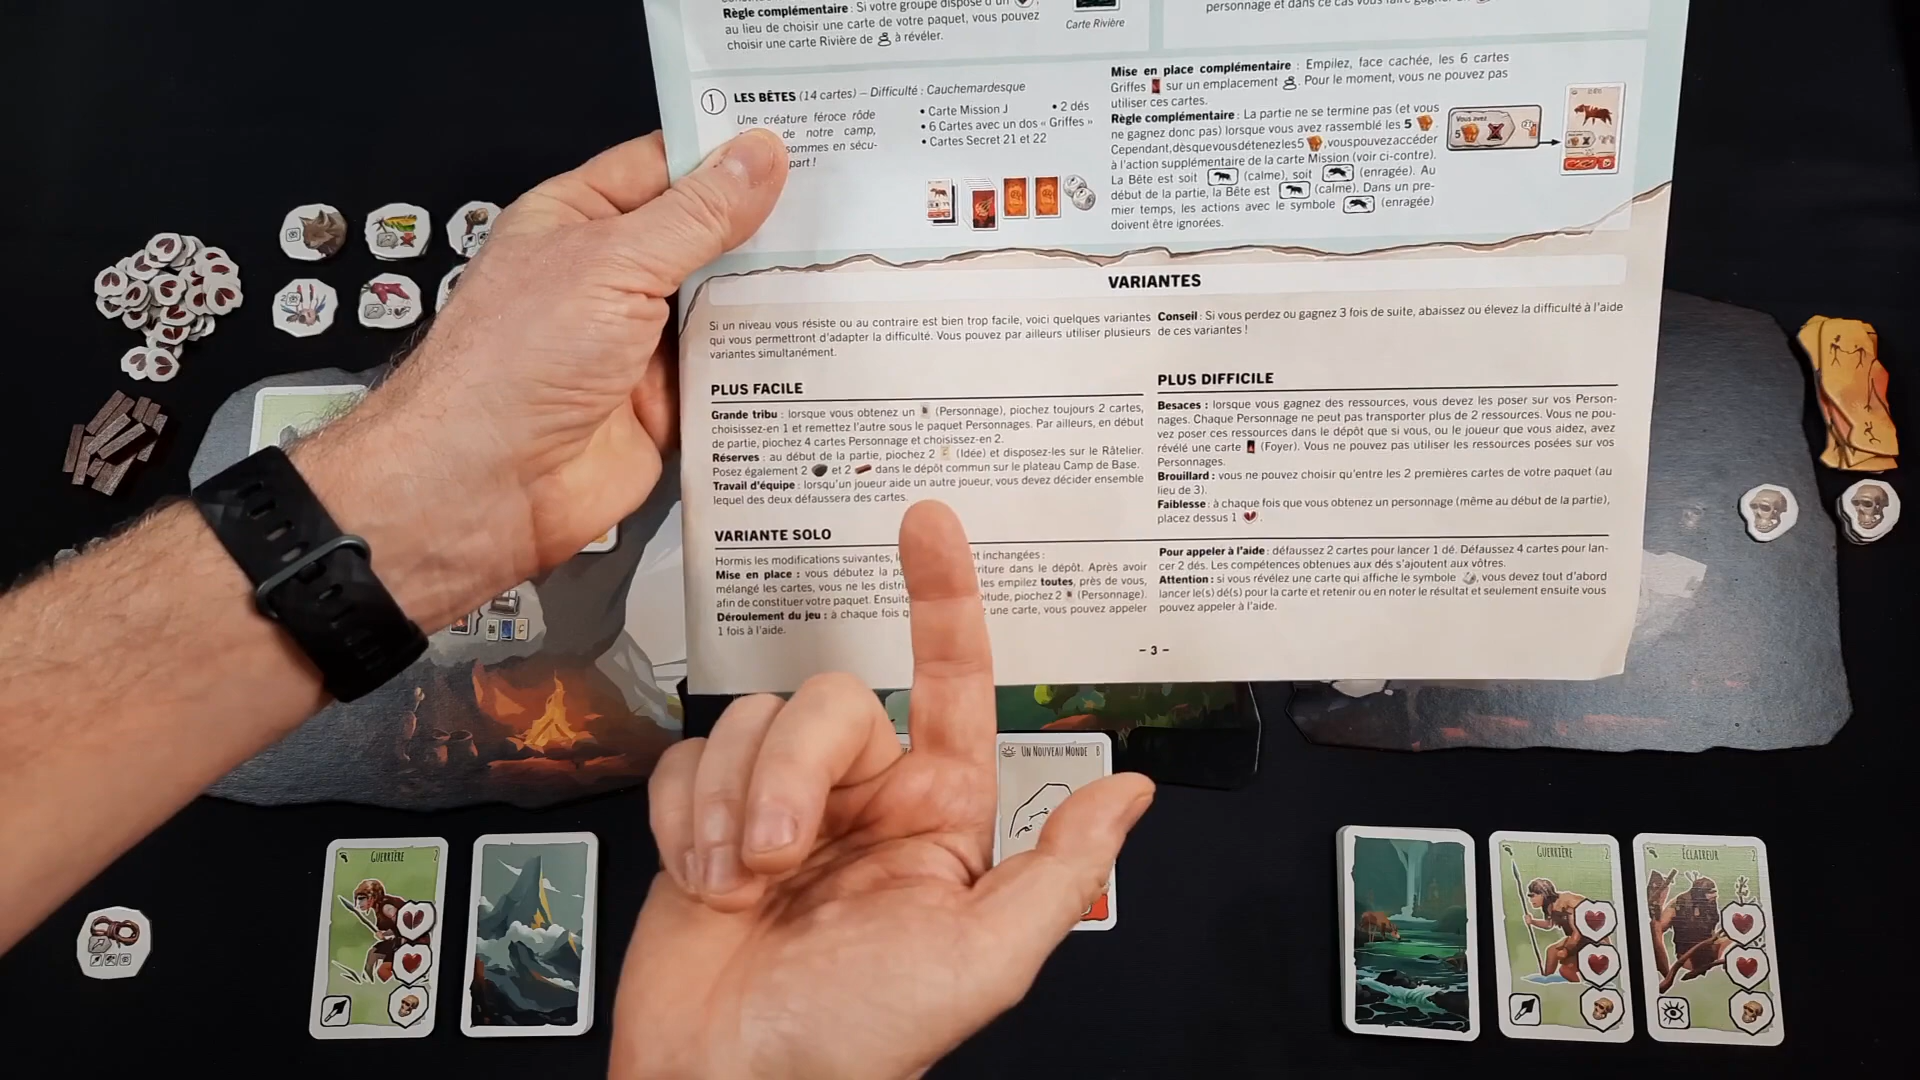 Règle complémentaire : Si votre groupe dispose d'un
au lieu de choisir une carte de votre paquet, vous pouvez
choisir une carte Rivière de à révéler.
Carte Rivière
personnage et dans ce cas vous
J
LES BÊTES (14 cartes) – Difficulté : Cauchemardesque
Une créature féroce rôde
de notre camp,
sommes en sécu-
part !
• Carte Mission J
• 2 dés
• 6 Cartes avec un dos « Griffes »
• Cartes Secret 21 et 22
Mise en place complémentaire : Empilez, face cachée, les 6 cartes
Griffes sur un emplacement . Pour le moment, vous ne pouvez pas
utiliser ces cartes.
Règle complémentaire : La partie ne se termine pas (et vous
ne gagnez donc pas) lorsque vous avez rassemblé les 5 .
Cependant, dès que vous détenez les 5 , vous pouvez accéder
à l'action supplémentaire de la carte Mission (voir ci-contre).
La Bête est soit (calme), soit (enragée). Au
début de la partie, la Bête est (calme). Dans un pre-
mier temps, les actions avec le symbole (enragée)
doivent être ignorées.
Vous avez
5
VARIANTES
Si un niveau vous résiste ou au contraire est bien trop facile, voici quelques variantes
qui vous permettront d'adapter la difficulté. Vous pouvez par ailleurs utiliser plusieurs
variantes simultanément.
Conseil : Si vous perdez ou gagnez 3 fois de suite, abaissez ou élevez la difficulté à l'aide
de ces variantes !
PLUS FACILE
Grande tribu : lorsque vous obtenez un (Personnage), piochez toujours 2 cartes,
choisissez-en 1 et remettez l'autre sous le paquet Personnages. Par ailleurs, en début
de partie, piochez 4 cartes Personnage et choisissez-en 2.
Réserves : au début de la partie, piochez 2 (Idée) et disposez-les sur le Râtelier.
Posez également 2 et 2 dans le dépôt commun sur le plateau Camp de Base.
Travail d'équipe : lorsqu'un joueur aide un autre joueur, vous devez décider ensemble
lequel des deux défaussera des cartes.
PLUS DIFFICILE
Besaces : lorsque vous gagnez des ressources, vous devez les poser sur vos Person-
nages. Chaque Personnage ne peut pas transporter plus de 2 ressources. Vous ne pou-
vez poser ces ressources dans le dépôt que si vous, ou le joueur que vous aidez, avez
révélé une carte (Foyer). Vous ne pouvez pas utiliser les ressources posées sur vos
Personnages.
Brouillard : vous ne pouvez choisir qu'entre les 2 premières cartes de votre paquet (au
lieu de 3).
Faiblesse : à chaque fois que vous obtenez un personnage (même au début de la partie),
placez dessus 1 .
VARIANTE SOLO
Hormis les modifications suivantes, nt inchangées :
Mise en place : vous débutez la riture dans le dépôt. Après avoir
mélangé les cartes, vous ne les les empilez toutes, près de vous,
afin de constituer votre paquet. Ensuite itude, piochez 2 (Personnage).
Déroulement du jeu : à chaque fois une carte, vous pouvez appeler
1 fois à l'aide.
Pour appeler à l'aide : défaussez 2 cartes pour lancer 1 dé. Défaussez 4 cartes pour lan-
cer 2 dés. Les compétences obtenues aux dés s'ajoutent aux vôtres.
Attention : si vous révélez une carte qui affiche le symbole , vous devez tout d'abord
lancer le(s) dé(s) pour la carte et retenir ou en noter le résultat et seulement ensuite vous
pouvez appeler à l'aide.
– 3 –
UN NOUVEAU MONDE 8
GUERRIÈRE 2
GUERRIÈRE 2
ÉCLAIREUR 2